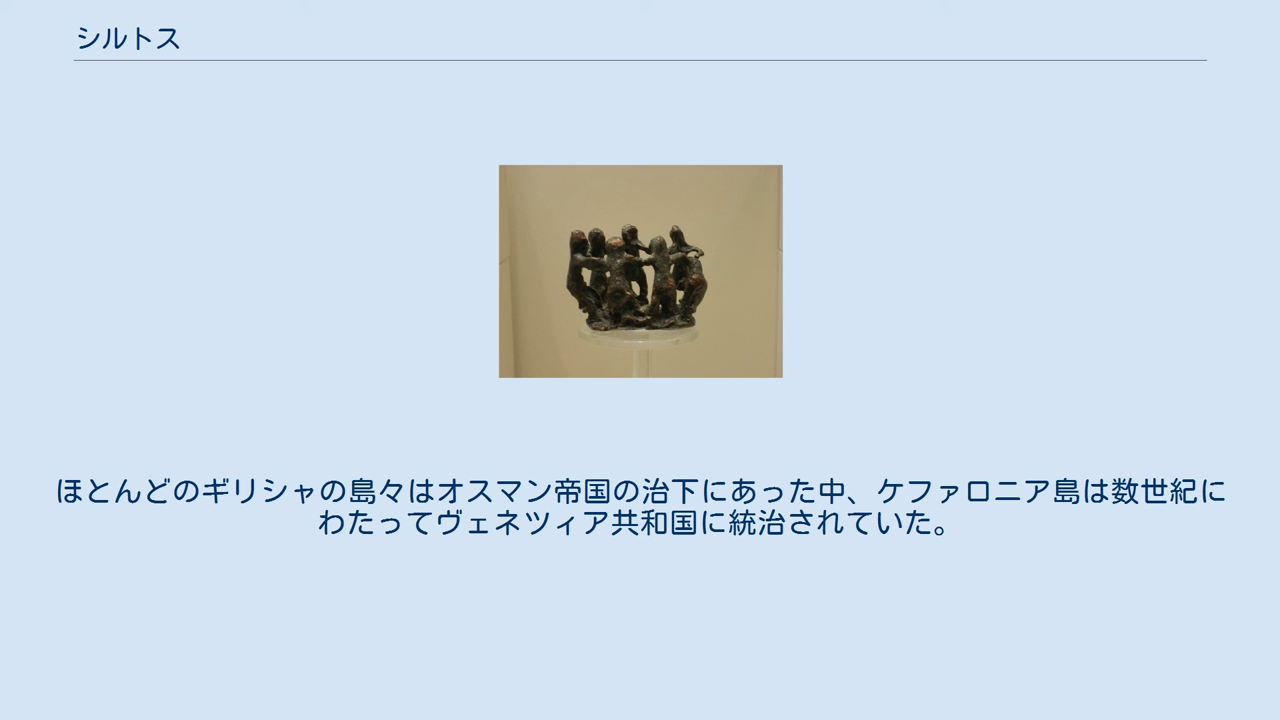 シルトス
ほとんどのギリシャの島々はオスマン帝国の治下にあった中、ケファロニア島は数世紀に
わたってヴェネツィア共和国に統治されていた。